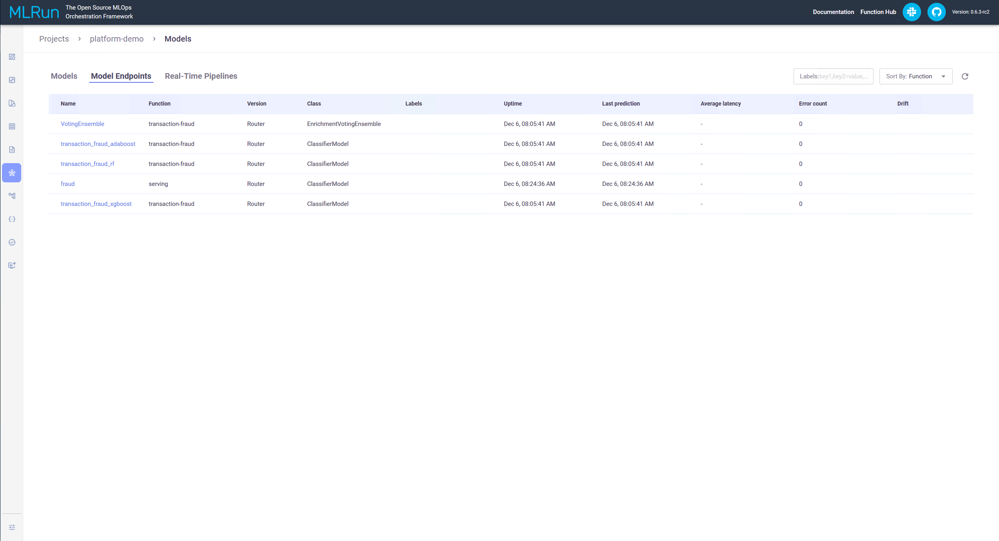 MLRun
The Open Source MLOps
Orchestration Framework
Documentation Function Hub Version: 0.6.3-rc2
Projects > platform-demo > Models
Models Model Endpoints Real-Time Pipelines
Labels:key1,key2=value,...
Sort By: Function
Name Function Version Class Labels Uptime Last prediction Average latency Error count Drift
VotingEnsemble transaction-fraud Router EnrichmentVotingEnsemble Dec 6, 08:05:41 AM Dec 6, 08:05:41 AM - 0
transaction_fraud_adaboost transaction-fraud Router ClassifierModel Dec 6, 08:05:41 AM Dec 6, 08:05:41 AM - 0
transaction_fraud_rf transaction-fraud Router ClassifierModel Dec 6, 08:05:41 AM Dec 6, 08:05:41 AM - 0
fraud serving Router ClassifierModel Dec 6, 08:24:36 AM Dec 6, 08:24:36 AM - 0
transaction_fraud_xgboost transaction-fraud Router ClassifierModel Dec 6, 08:05:41 AM Dec 6, 08:05:41 AM - 0